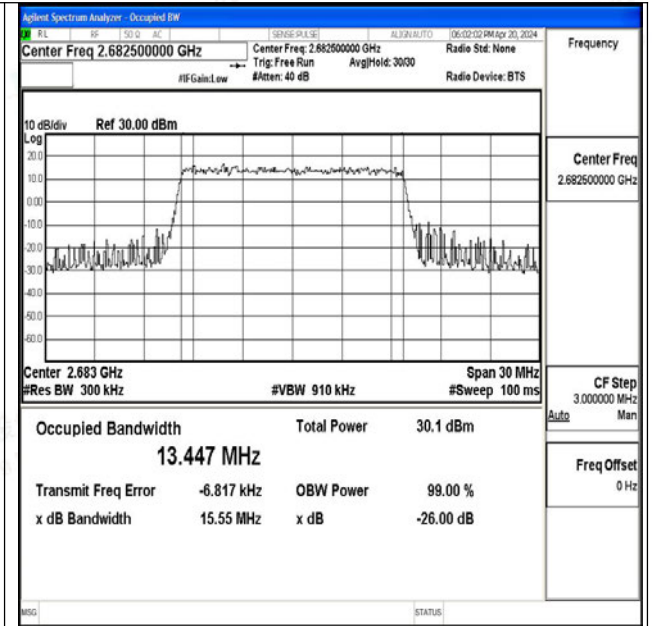 Agilent Spectrum Analyzer - Occupied BW
RL RF 50 Ω AC SENSE:PULSE ALIGN AUTO 06:02:02 PM Apr 20, 2024
Center Freq 2.682500000 GHz
Center Freq: 2.682500000 GHz
Radio Std: None
Trig: Free Run Avg|Hold: 30/30
#IFGain:Low #Atten: 40 dB Radio Device: BTS
Frequency
10 dB/div Ref 30.00 dBm
Log
20.0
10.0
0.00
-10.0
-20.0
-30.0
-40.0
-50.0
-60.0
Center 2.683 GHz Span 30 MHz
#Res BW 300 kHz #VBW 910 kHz #Sweep 100 ms
Occupied Bandwidth Total Power 30.1 dBm
13.447 MHz
Transmit Freq Error -6.817 kHz OBW Power 99.00 %
x dB Bandwidth 15.55 MHz x dB -26.00 dB
Center Freq
2.682500000 GHz
CF Step
3.000000 MHz
Auto Man
Freq Offset
0 Hz
MSG STATUS